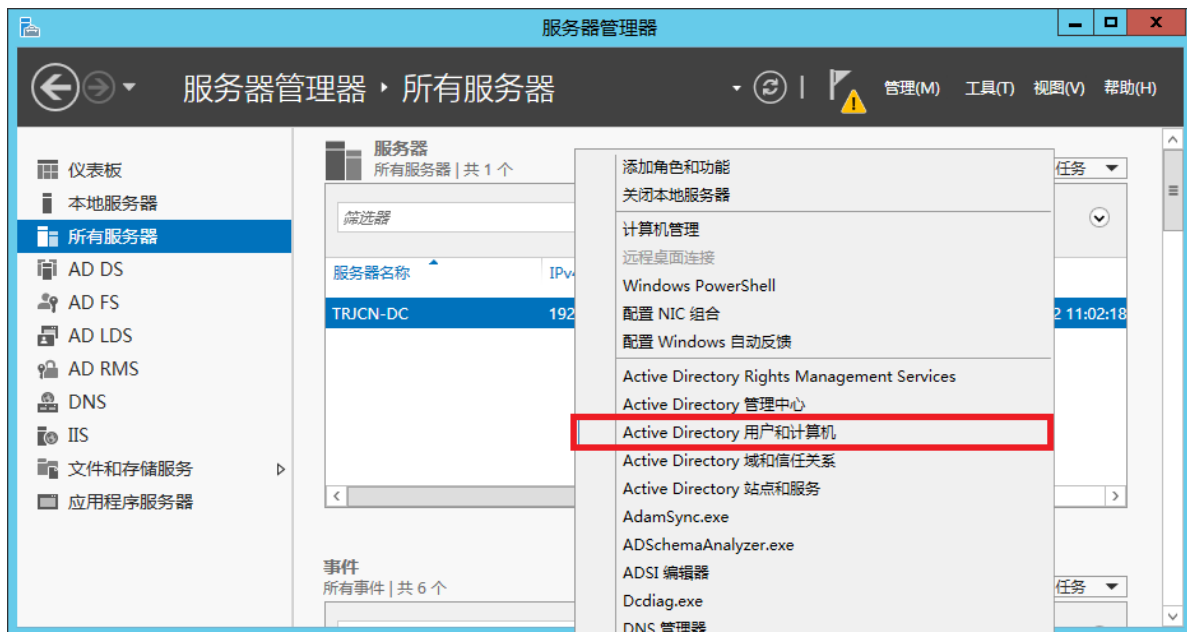 服务器管理器
服务器管理器 ‣ 所有服务器
管理(M) 工具(T) 视图(V) 帮助(H)
仪表板
本地服务器
所有服务器
AD DS
AD FS
AD LDS
AD RMS
DNS
IIS
文件和存储服务
应用程序服务器
服务器
所有服务器 | 共 1 个
任务
筛选器
服务器名称 IPv4
TRJCN-DC 192
2 11:02:18
添加角色和功能
关闭本地服务器
计算机管理
远程桌面连接
Windows PowerShell
配置 NIC 组合
配置 Windows 自动反馈
Active Directory Rights Management Services
Active Directory 管理中心
Active Directory 用户和计算机
Active Directory 域和信任关系
Active Directory 站点和服务
AdamSync.exe
ADSchemaAnalyzer.exe
ADSI 编辑器
Dcdiag.exe
DNS 管理器
事件
所有事件 | 共 6 个
任务